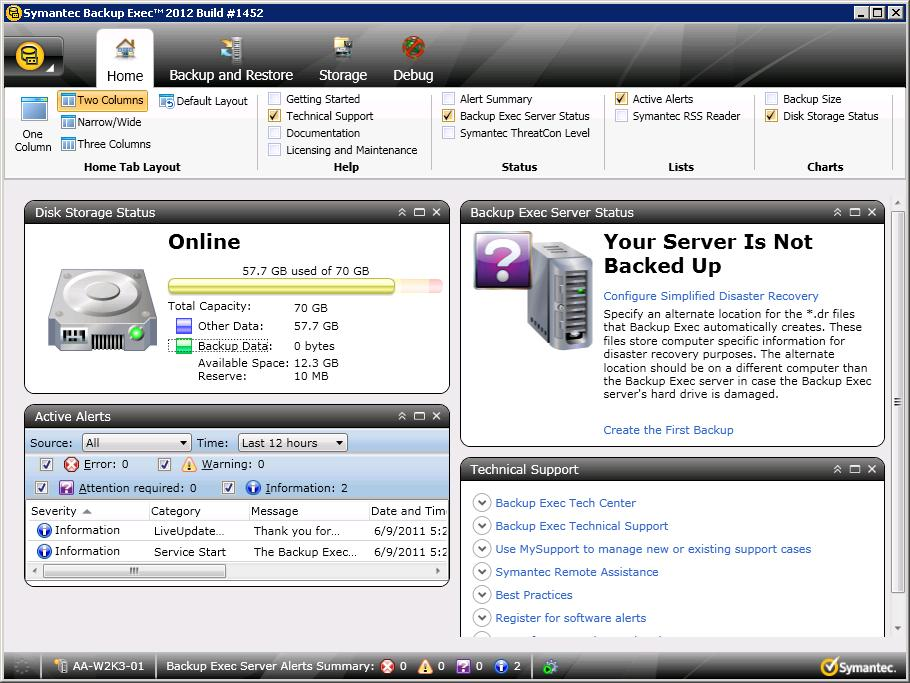 Symantec Backup Exec™ 2012 Build #1452
Home
Backup and Restore
Storage
Debug
One Column
Two Columns
Narrow/Wide
Three Columns
Default Layout
Home Tab Layout
Getting Started
Technical Support
Documentation
Licensing and Maintenance
Help
Alert Summary
Backup Exec Server Status
Symantec ThreatCon Level
Status
Active Alerts
Symantec RSS Reader
Lists
Backup Size
Disk Storage Status
Charts
Disk Storage Status
Online
57.7 GB used of 70 GB
Total Capacity: 70 GB
Other Data: 57.7 GB
Backup Data: 0 bytes
Available Space: 12.3 GB
Reserve: 10 MB
Active Alerts
Source: All Time: Last 12 hours
Error: 0 Warning: 0
Attention required: 0 Information: 2
Severity Category Message Date and Tim
Information LiveUpdate... Thank you for... 6/9/2011 5:2
Information Service Start The Backup Exec... 6/9/2011 5:2
Backup Exec Server Status
Your Server Is Not
Backed Up
Configure Simplified Disaster Recovery
Specify an alternate location for the *.dr files
that Backup Exec automatically creates. These
files store computer specific information for
disaster recovery purposes. The alternate
location should be on a different computer than
the Backup Exec server in case the Backup Exec
server's hard drive is damaged.
Create the First Backup
Technical Support
Backup Exec Tech Center
Backup Exec Technical Support
Use MySupport to manage new or existing support cases
Symantec Remote Assistance
Best Practices
Register for software alerts
AA-W2K3-01
Backup Exec Server Alerts Summary: 0 0 0 2
Symantec.